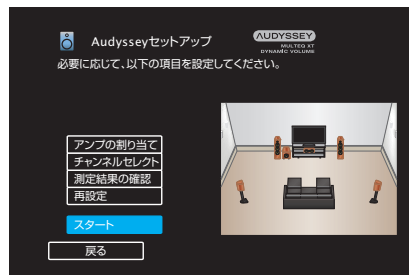 Audysseyセットアップ
AUDYSSEY
MULTEQ XT
DYNAMIC VOLUME
必要に応じて、以下の項目を設定してください。
アンプの割り当て
チャンネルセレクト
測定結果の確認
再設定
スタート
戻る